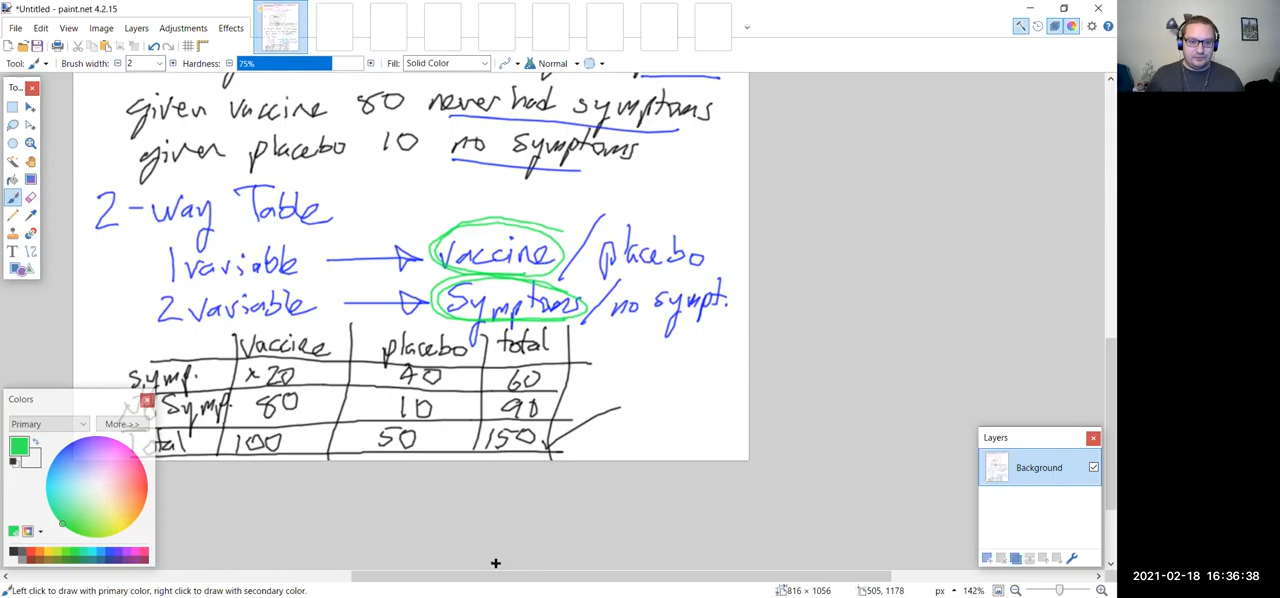 *Untitled - paint.net 4.2.15
File Edit View Image Layers Adjustments Effects
Tool: Brush width: 2 Hardness: 75% Fill: Solid Color Normal
To...
given vaccine 80 never had symptoms
given placebo 10 no symptoms
2-way Table
1 variable vaccine / placebo
2 variable Symptoms / no sympt.
vaccine placebo total
symp. x 20 40 60
Symp. 80 10 90
tal 100 50 150
Colors
Primary More >>
Layers
Background
Left click to draw with primary color, right click to draw with secondary color.
816 × 1056 505, 1178 px 142%
2021-02-18 16:36:38